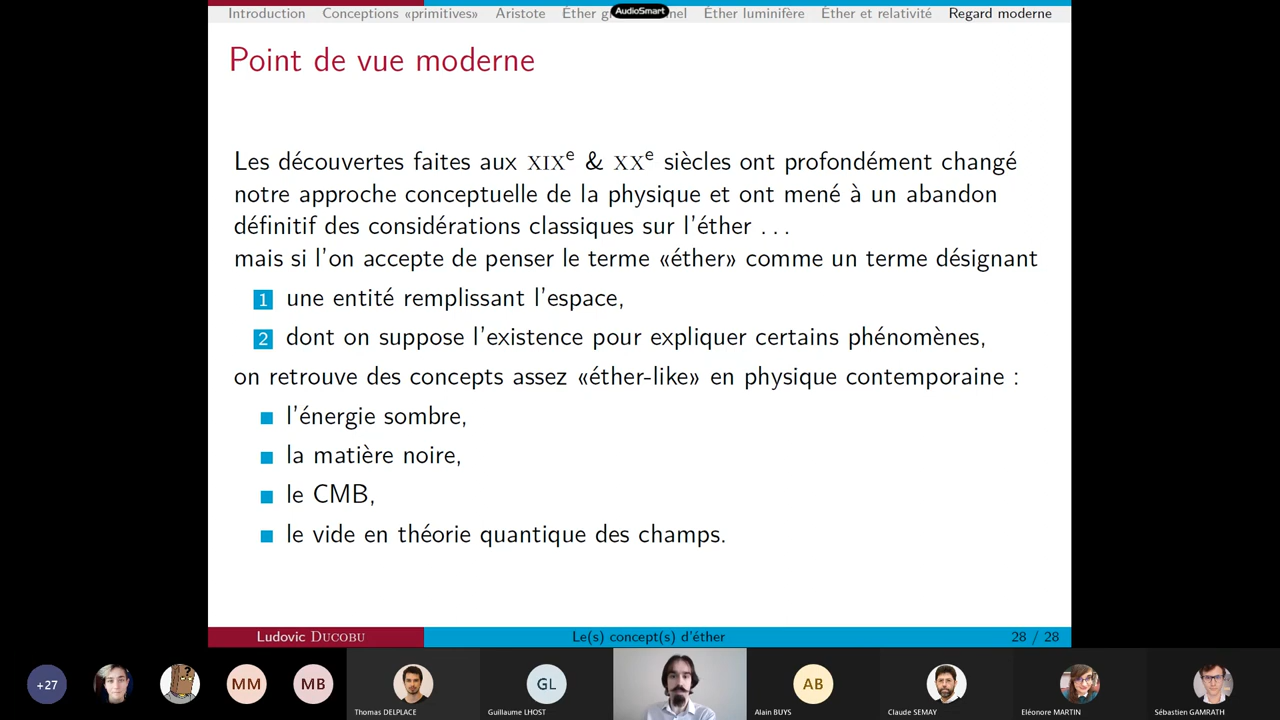 Introduction Conceptions «primitives» Aristote Éther gr nel Éther luminifère Éther et relativité Regard moderne
AudioSmart
Point de vue moderne
Les découvertes faites aux XIXe & XXe siècles ont profondément changé
notre approche conceptuelle de la physique et ont mené à un abandon
définitif des considérations classiques sur l'éther ...
mais si l'on accepte de penser le terme «éther» comme un terme désignant
1 une entité remplissant l'espace,
2 dont on suppose l'existence pour expliquer certains phénomènes,
on retrouve des concepts assez «éther-like» en physique contemporaine :
l'énergie sombre,
la matière noire,
le CMB,
le vide en théorie quantique des champs.
Ludovic DUCOBU Le(s) concept(s) d'éther 28 / 28
+27 MM MB GL AB
Thomas DELPLACE Guillaume LHOST Alain BUYS Claude SEMAY Eléonore MARTIN Sébastien GAMRATH